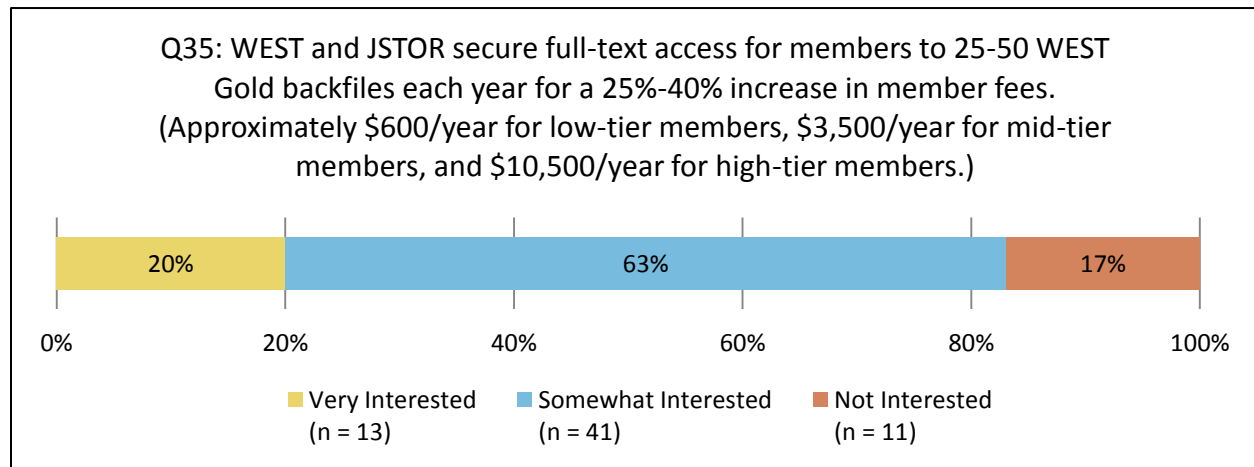 Q35: WEST and JSTOR secure full-text access for members to 25-50 WEST
Gold backfiles each year for a 25%-40% increase in member fees.
(Approximately $600/year for low-tier members, $3,500/year for mid-tier
members, and $10,500/year for high-tier members.)
20% 63% 17%
0% 20% 40% 60% 80% 100%
Very Interested Somewhat Interested Not Interested
(n = 13) (n = 41) (n = 11)